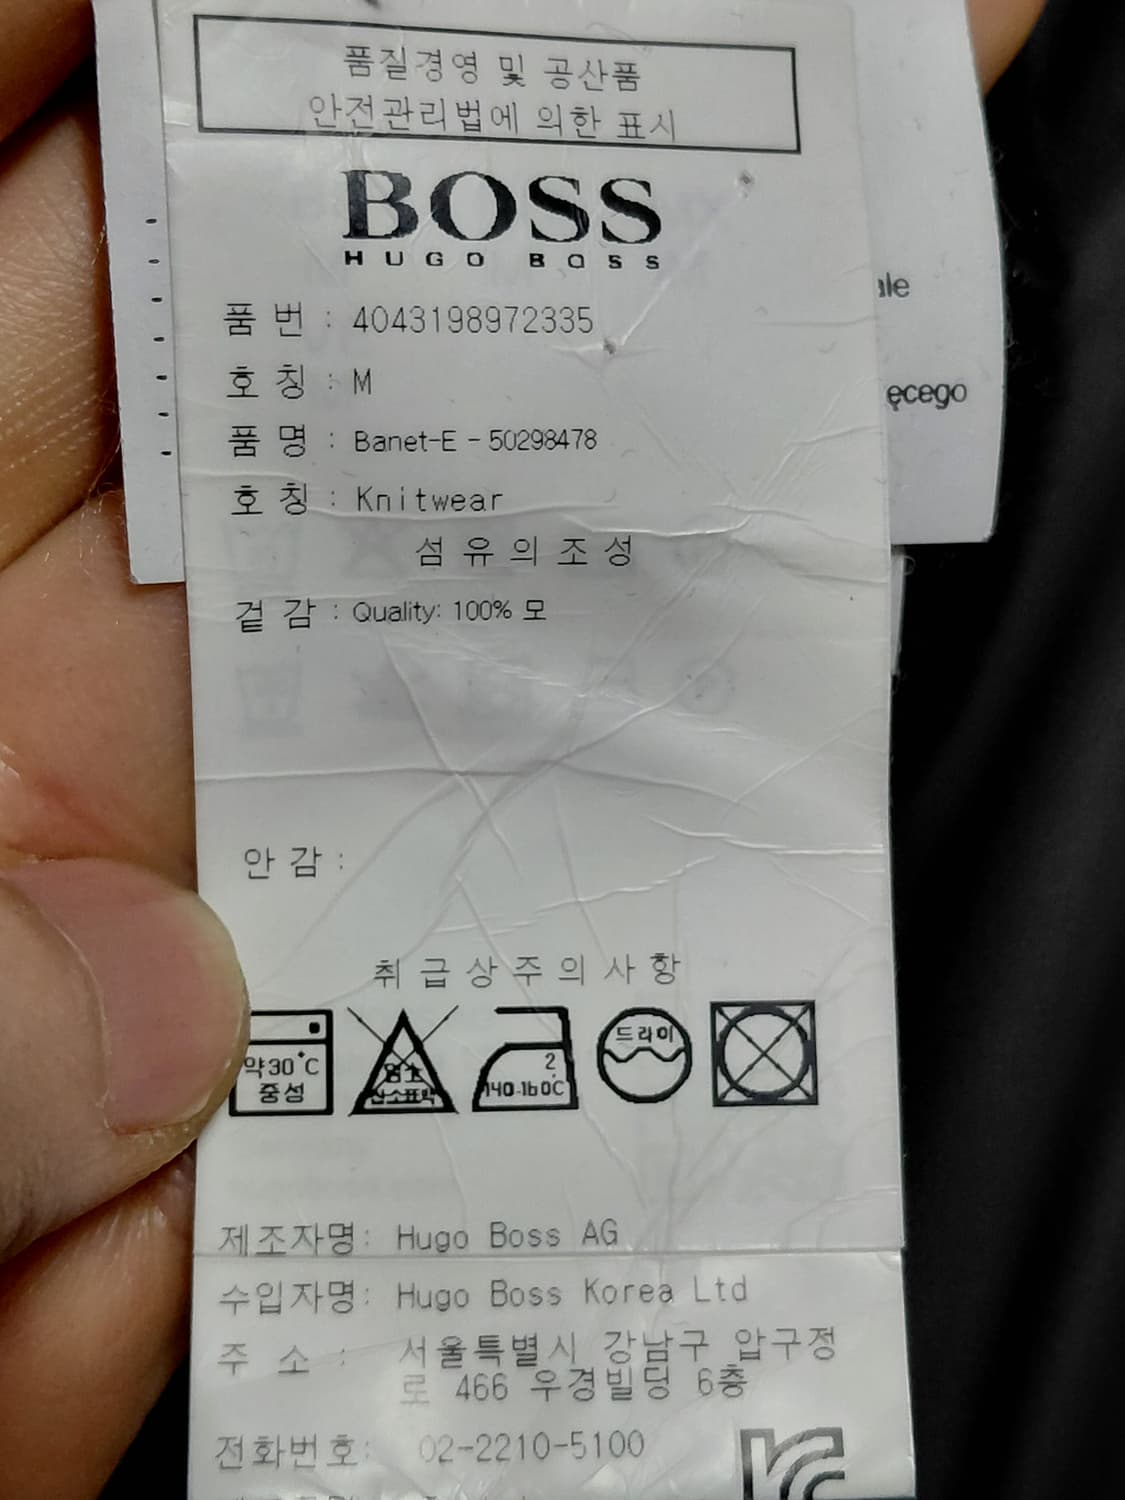 품질경영 및 공산품
안전관리법에 의한 표시
BOSS
HUGO BOSS
품 번 : 4043198972335
호 칭 : M
품 명 : Banet-E - 50298478
호 칭 : Knitwear
섬 유 의 조 성
겉 감 : Quality: 100% 모
안 감 :
취 급 상 주 의 사 항
약30°C
중성
염소
산소표백
2
140~160C
드라이
제조자명: Hugo Boss AG
수입자명: Hugo Boss Korea Ltd
주 소 : 서울특별시 강남구 압구정
로 466 우경빌딩 6층
전화번호: 02-2210-5100
ale
ęcego